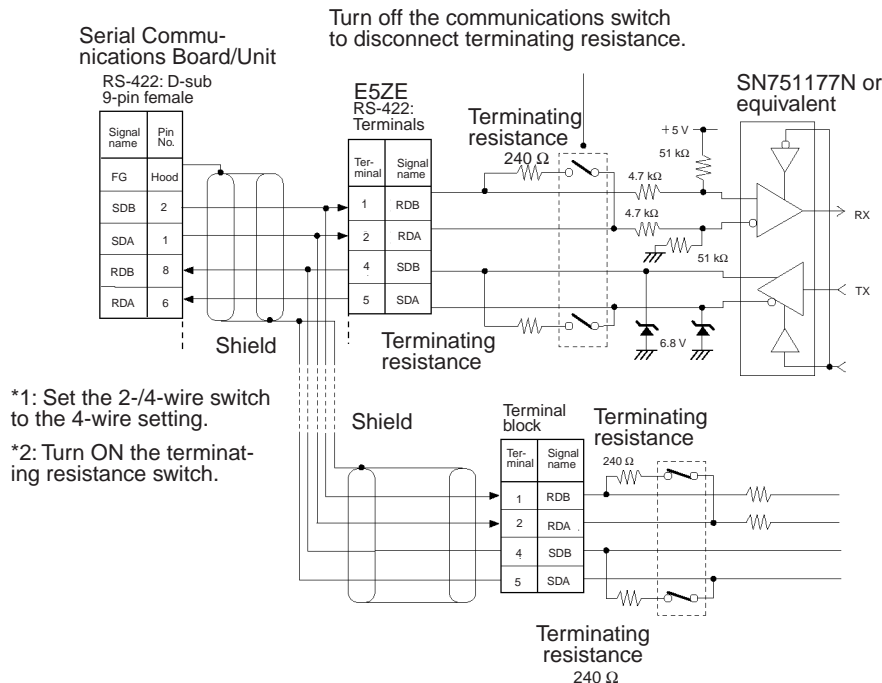 Turn off the communications switch
to disconnect terminating resistance.
Serial Commu-
nications Board/Unit
RS-422: D-sub
9-pin female
Signal
name
Pin
No.
FG
Hood
SDB
2
SDA
1
RDB
8
RDA
6
Shield
E5ZE
RS-422:
Terminals
Ter-
minal
Signal
name
1
RDB
2
RDA
4
SDB
5
SDA
Terminating
resistance
240 Ω
+5 V
51 kΩ
4.7 kΩ
4.7 kΩ
51 kΩ
SN751177N or
equivalent
RX
TX
6.8 V
Terminating
resistance
*1: Set the 2-/4-wire switch
to the 4-wire setting.
*2: Turn ON the terminat-
ing resistance switch.
Shield
Terminal
block
Ter-
minal
Signal
name
1
RDB
2
RDA
4
SDB
5
SDA
Terminating
resistance
240 Ω
Terminating
resistance
240 Ω